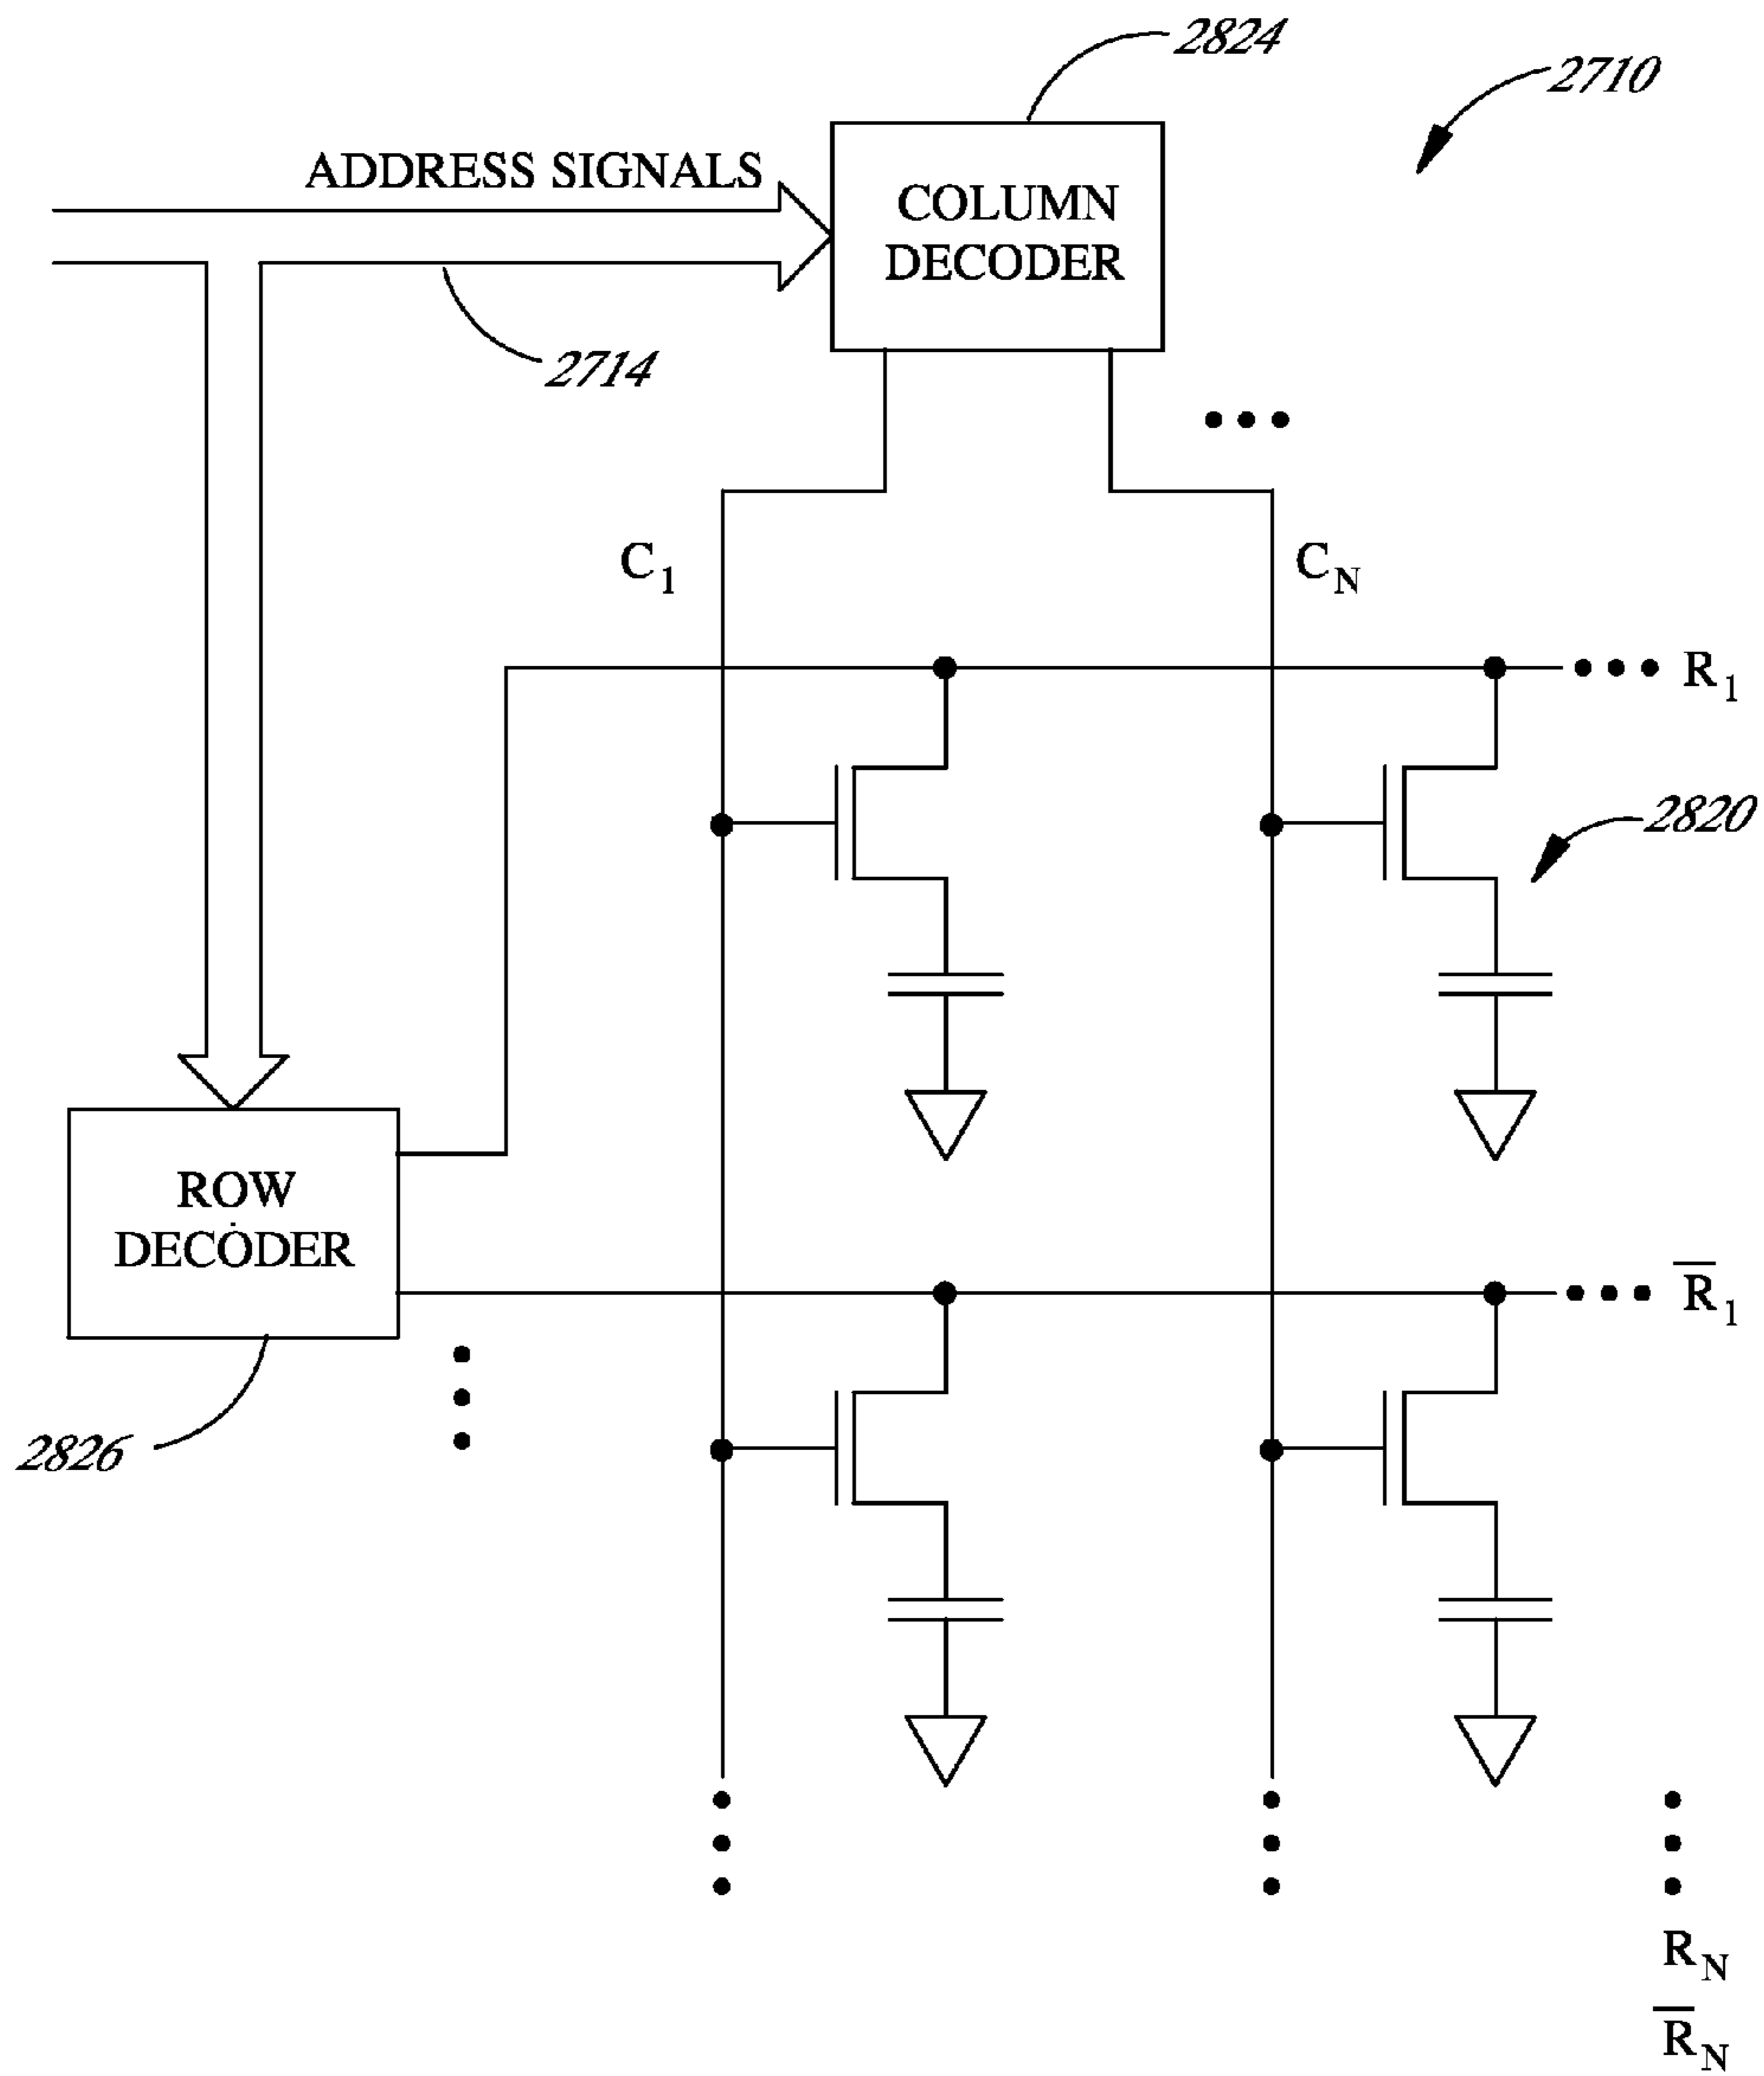 2824
2710
ADDRESS SIGNALS
COLUMN
DECODER
2714
C1
CN
R1
2820
ROW
DECODER
R̅1
2826
RN
R̅N